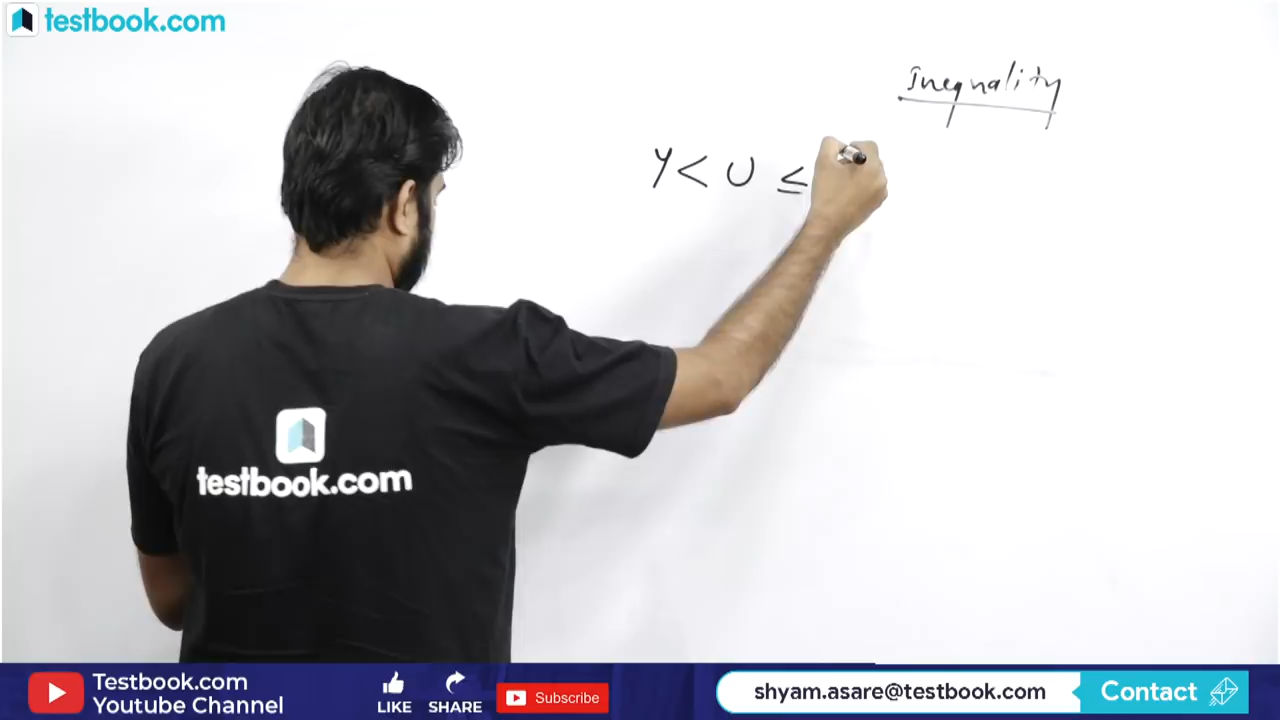 testbook.com
Inequality
Y < U ≤
testbook.com
Testbook.com
Youtube Channel
LIKE
SHARE
Subscribe
shyam.asare@testbook.com
Contact